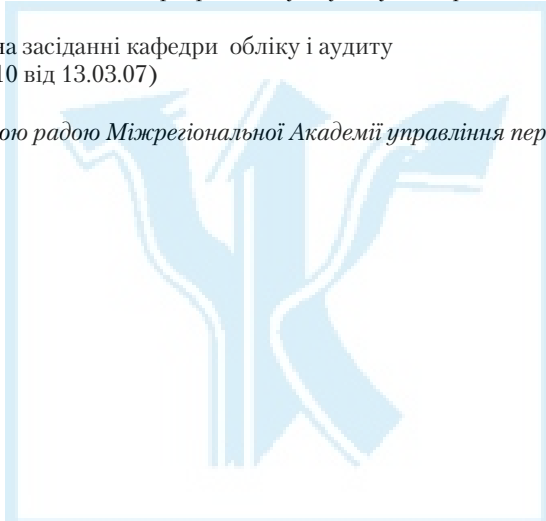 на засіданні кафедри обліку і аудиту
10 від 13.03.07)
ою радою Міжрегіональної Академії управління пер